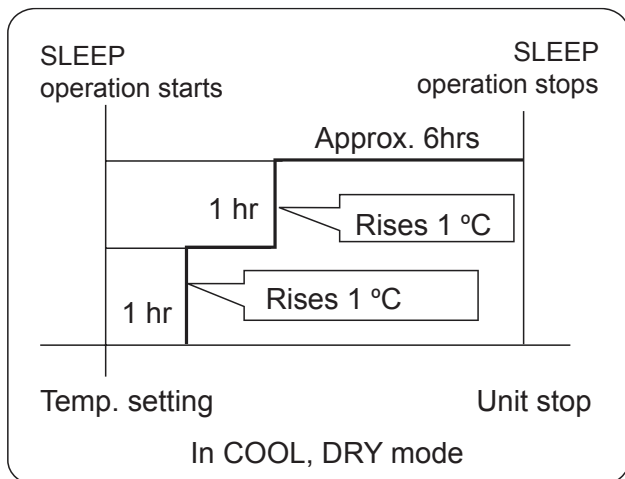 SLEEP
operation starts
SLEEP
operation stops
Approx. 6hrs
1 hr
Rises 1 ºC
1 hr
Rises 1 ºC
Temp. setting
Unit stop
In COOL, DRY mode